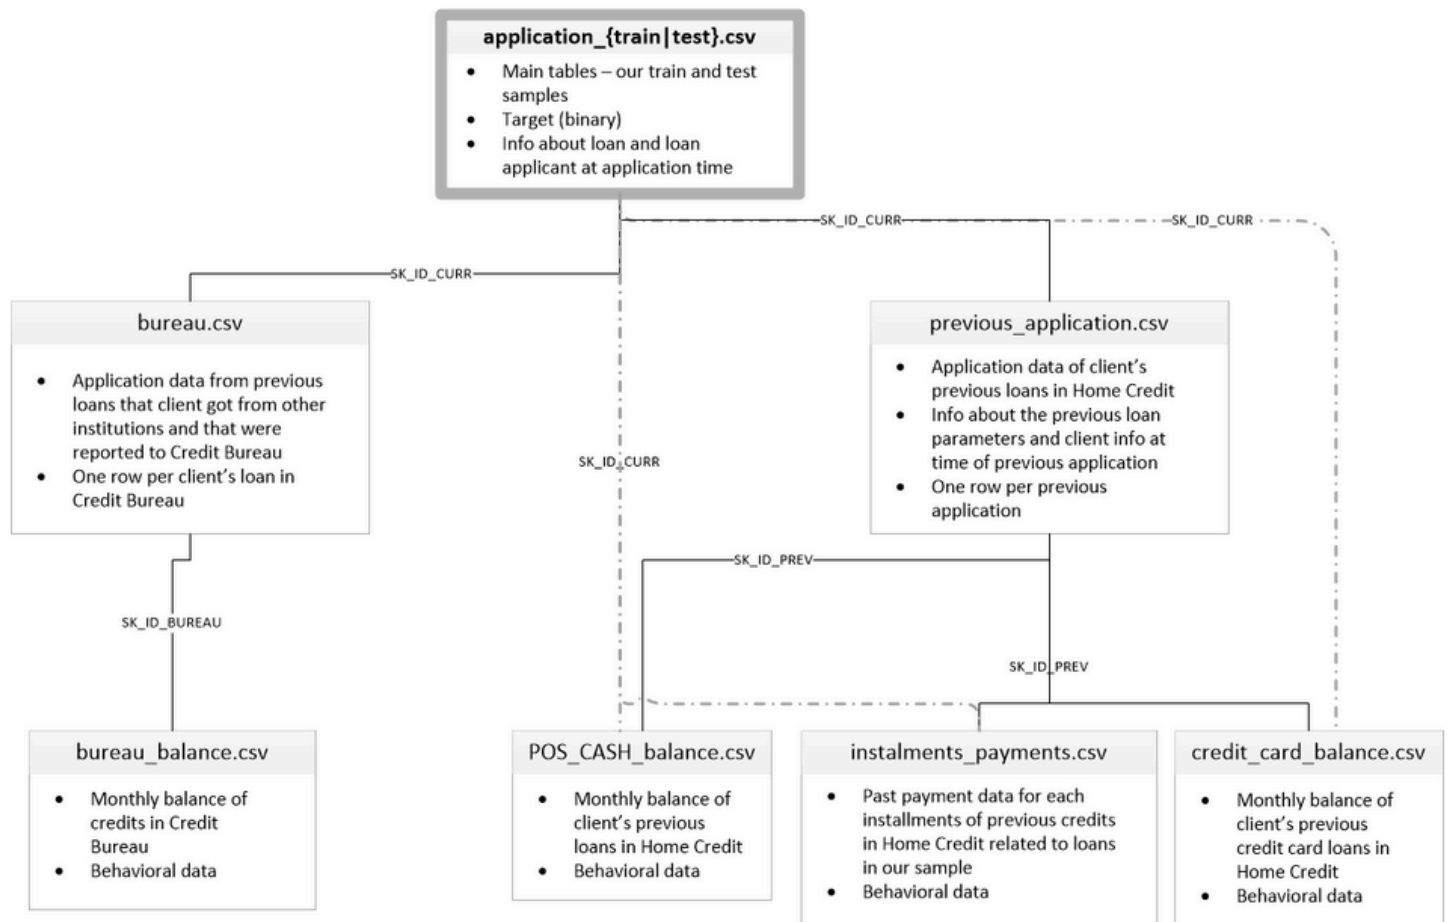 application_{train|test}.csv
• Main tables – our train and test
samples
• Target (binary)
• Info about loan and loan
applicant at application time
SK_ID_CURR
SK_ID_CURR
SK_ID_CURR
bureau.csv
• Application data from previous
loans that client got from other
institutions and that were
reported to Credit Bureau
• One row per client's loan in
Credit Bureau
previous_application.csv
• Application data of client's
previous loans in Home Credit
• Info about the previous loan
parameters and client info at
time of previous application
• One row per previous
application
SK_ID_CURR
SK_ID_PREV
SK_ID_BUREAU
SK_ID_PREV
bureau_balance.csv
• Monthly balance of
credits in Credit
Bureau
• Behavioral data
POS_CASH_balance.csv
• Monthly balance of
client's previous
loans in Home Credit
• Behavioral data
instalments_payments.csv
• Past payment data for each
installments of previous credits
in Home Credit related to loans
in our sample
• Behavioral data
credit_card_balance.csv
• Monthly balance of
client's previous
credit card loans in
Home Credit
• Behavioral data